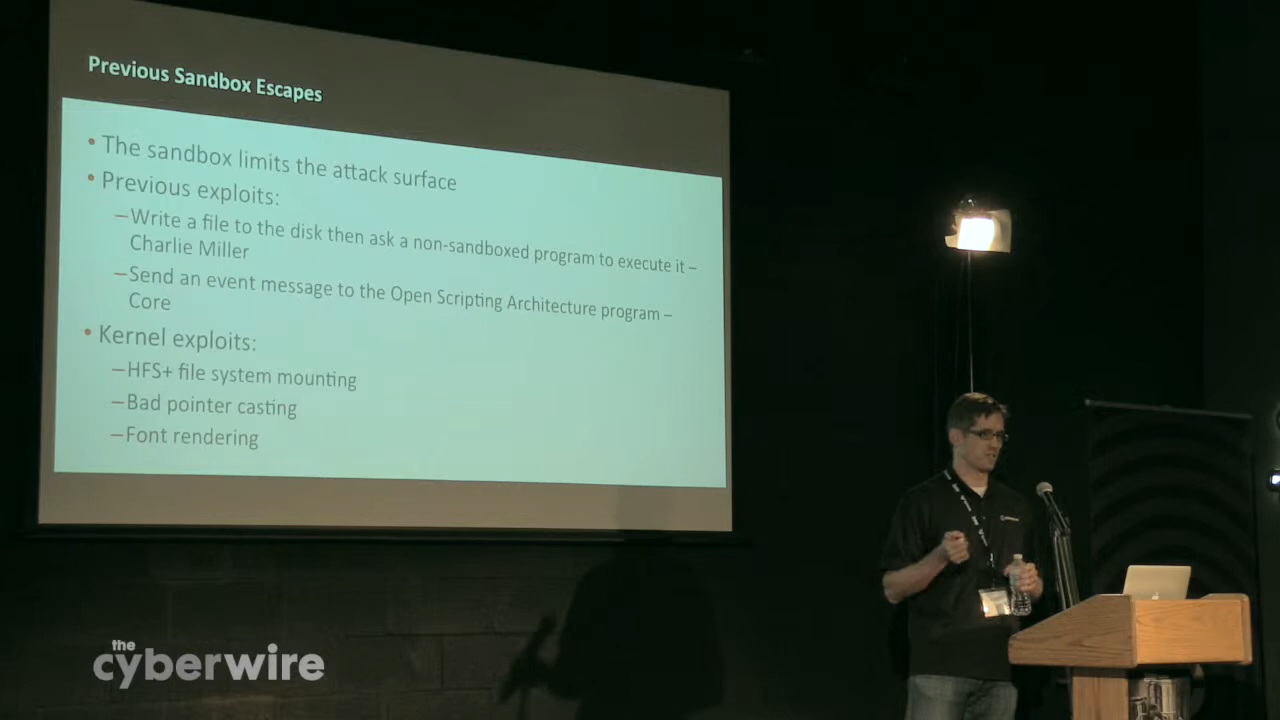 Previous Sandbox Escapes
• The sandbox limits the attack surface
• Previous exploits:
–Write a file to the disk then ask a non-sandboxed program to execute it –
Charlie Miller
–Send an event message to the Open Scripting Architecture program –
Core
• Kernel exploits:
–HFS+ file system mounting
–Bad pointer casting
–Font rendering
the
cyberwire